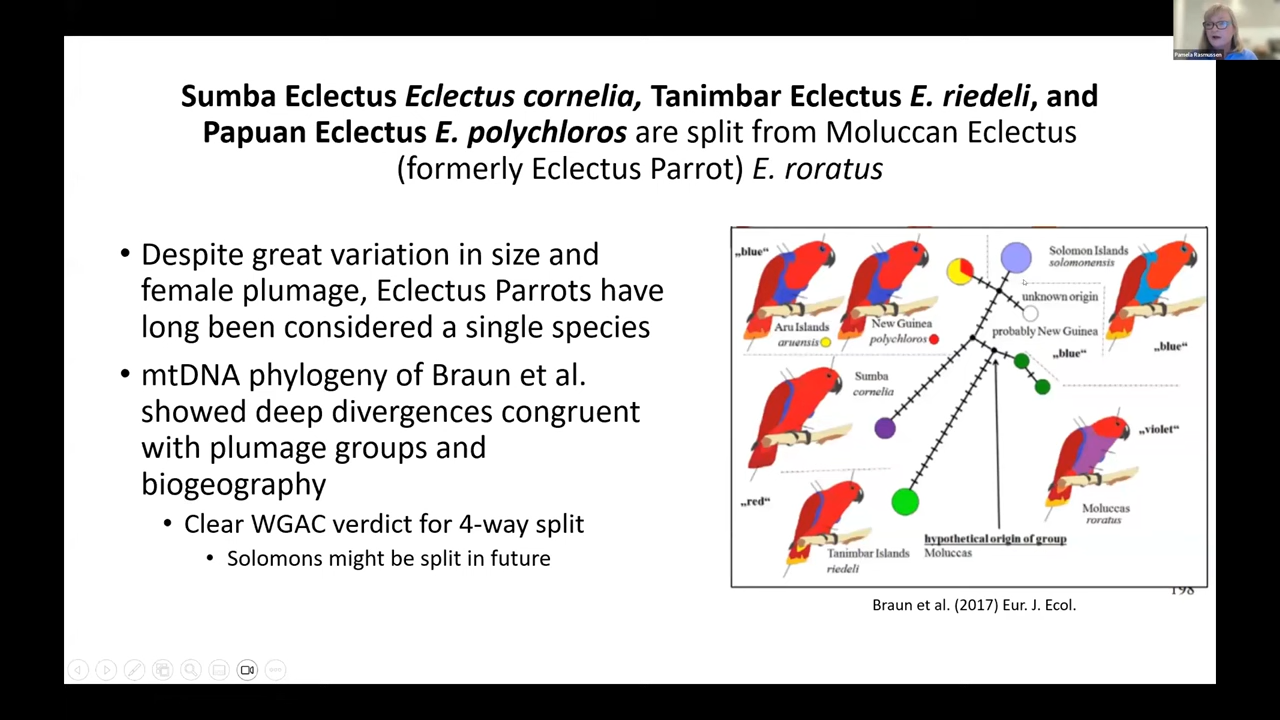 Pamela Rasmussen
Sumba Eclectus Eclectus cornelia, Tanimbar Eclectus E. riedeli, and
Papuan Eclectus E. polychloros are split from Moluccan Eclectus
(formerly Eclectus Parrot) E. roratus
• Despite great variation in size and
female plumage, Eclectus Parrots have
long been considered a single species
• mtDNA phylogeny of Braun et al.
showed deep divergences congruent
with plumage groups and
biogeography
• Clear WGAC verdict for 4-way split
• Solomons might be split in future
„blue“
Aru Islands
aruensis
New Guinea
polychloros
Solomon Islands
solomonensis
unknown origin
probably New Guinea
„blue“
„blue“
Sumba
cornelia
„violet“
Moluccas
roratus
„red“
Tanimbar Islands
riedeli
hypothetical origin of group
Moluccas
198
Braun et al. (2017) Eur. J. Ecol.